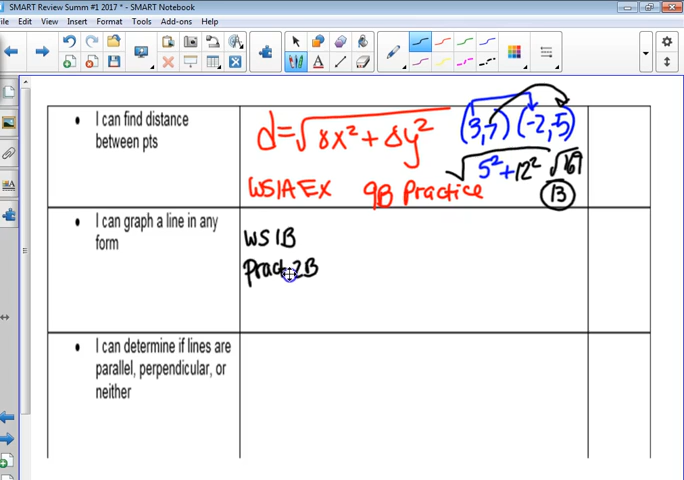 SMART Review Summ #1 2017 * - SMART Notebook
File Edit View Insert Format Tools Add-ons Help
• I can find distance
between pts
d=√Δx² + Δy²
(3,7) (-2,-5)
√5²+12² √169
13
WS1A EX 9B Practice
• I can graph a line in any
form
WS 1B
Pract 2B
• I can determine if lines are
parallel, perpendicular, or
neither